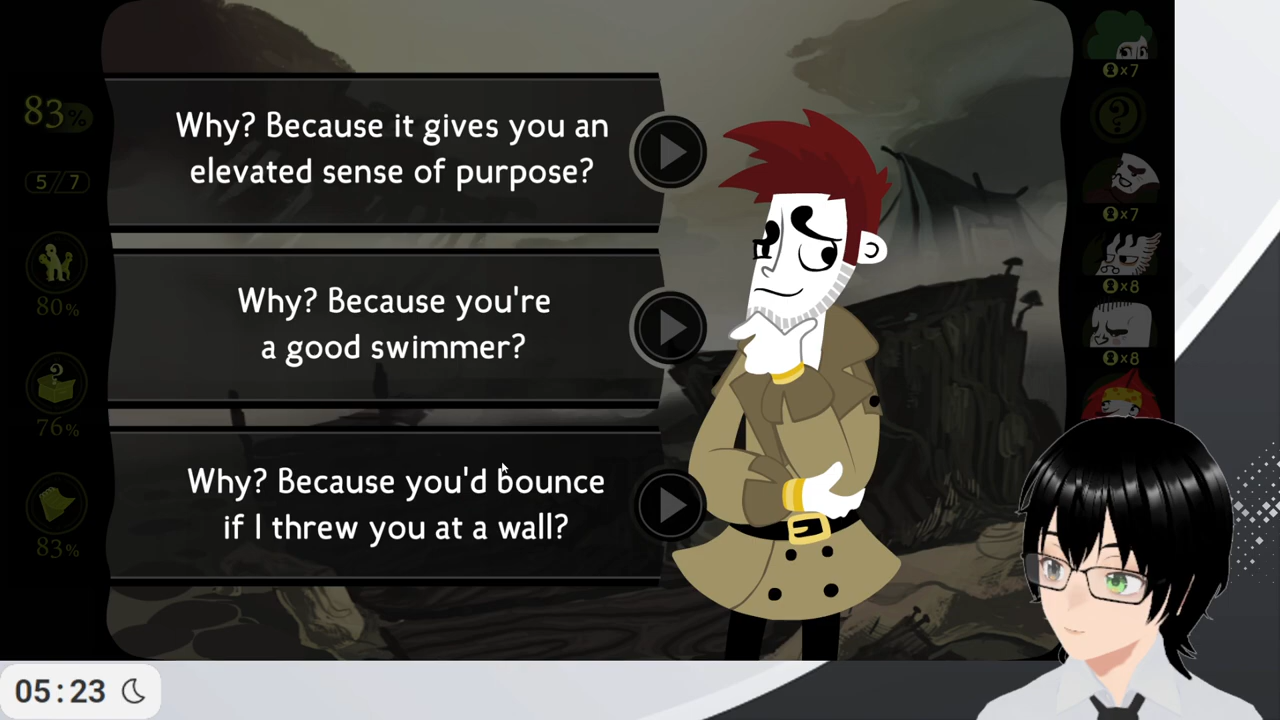 83%
5/7
80%
76%
83%
Why? Because it gives you an
elevated sense of purpose?
Why? Because you're
a good swimmer?
Why? Because you'd bounce
if I threw you at a wall?
x7
?
x7
x8
x8
05:23